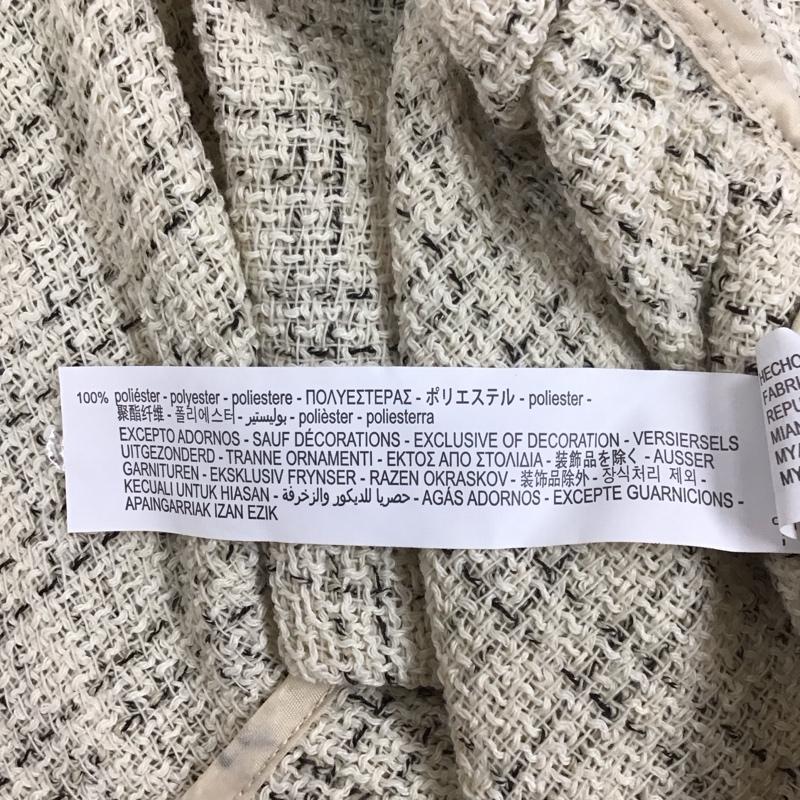 100% poliéster - polyester - poliestere - ΠΟΛΥΕΣΤΕΡΑΣ - ポリエステル - poliester -
聚酯纤维 - 폴리에스터 - بوليستير - polièster - poliesterra
EXCEPTO ADORNOS - SAUF DÉCORATIONS - EXCLUSIVE OF DECORATION - VERSIERSELS
UITGEZONDERD - TRANNE ORNAMENTI - ΕΚΤΟΣ ΑΠΟ ΣΤΟΛΙΔΙΑ - 装飾品を除く - AUSSER
GARNITUREN - EKSKLUSIV FRYNSER - RAZEN OKRASKOV - 装饰品除外 - 장식처리 제외 -
KECUALI UNTUK HIASAN - حصريا للديكور والزخرفة - AGÁS ADORNOS - EXCEPTE GUARNICIONS -
APAINGARRIAK IZAN EZIK
HECHO
FABRI
REPU
MIAN
MYA
MY